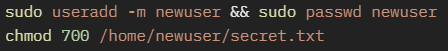 sudo useradd -m newuser && sudo passwd newuser
chmod 700 /home/newuser/secret.txt